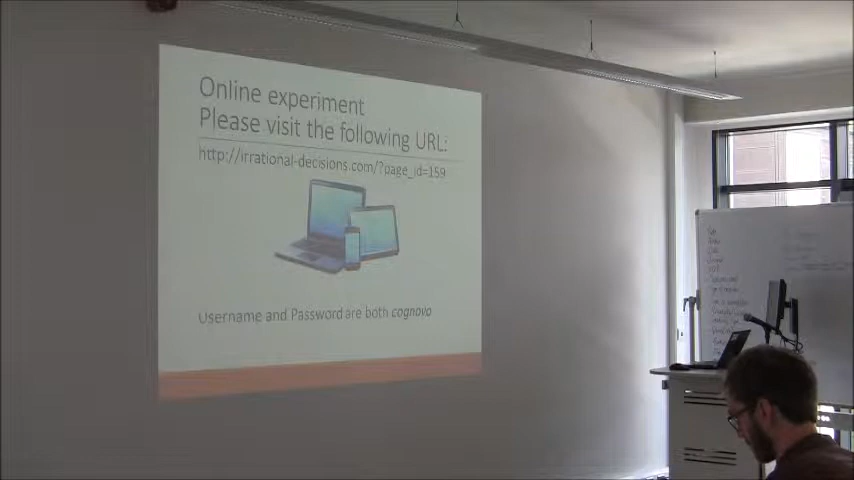 Online experiment
Please visit the following URL:
http://irrational-decisions.com/?page_id=159
Username and Password are both cognovo